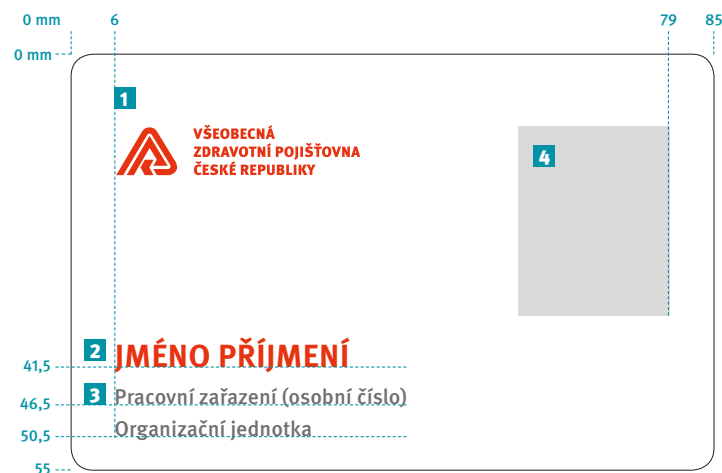 0 mm 6 79 85
0 mm
1
VŠEOBECNÁ
ZDRAVOTNÍ POJIŠŤOVNA
ČESKÉ REPUBLIKY
4
2 JMÉNO PŘÍJMENÍ
41,5
3 Pracovní zařazení (osobní číslo)
46,5
Organizační jednotka
50,5
55